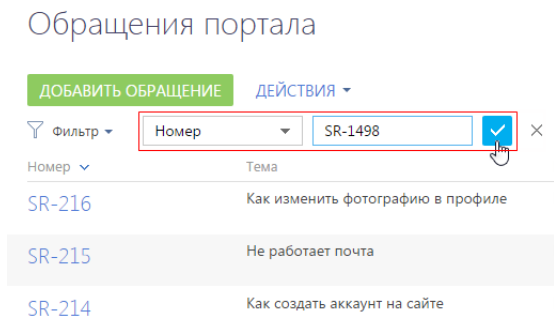 Обращения портала
ДОБАВИТЬ ОБРАЩЕНИЕ ДЕЙСТВИЯ
Фильтр Номер SR-1498
Номер Тема
SR-216 Как изменить фотографию в профиле
SR-215 Не работает почта
SR-214 Как создать аккаунт на сайте